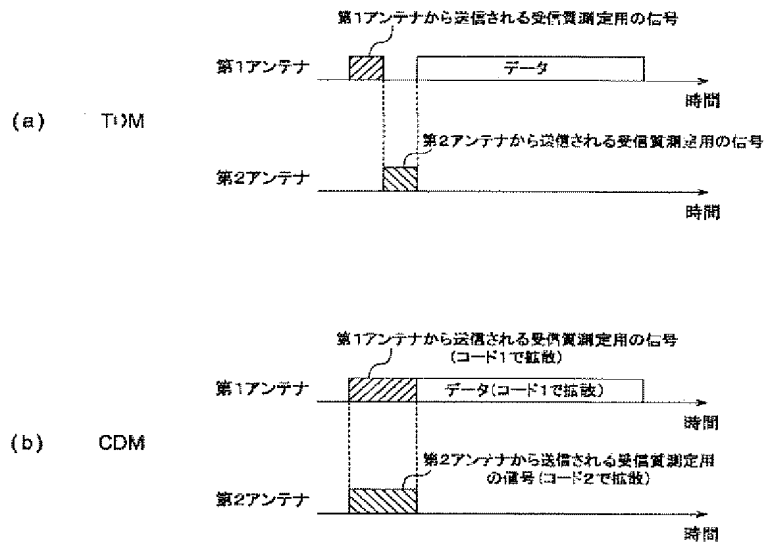 第1アンテナから送信される受信質測定用の信号
第1アンテナ
データ
時間
(a) TDM
第2アンテナから送信される受信質測定用の信号
第2アンテナ
時間
第1アンテナから送信される受信質測定用の信号
(コード1で拡散)
第1アンテナ
データ(コード1で拡散)
時間
(b) CDM
第2アンテナから送信される受信質測定用
の信号(コード2で拡散)
第2アンテナ
時間